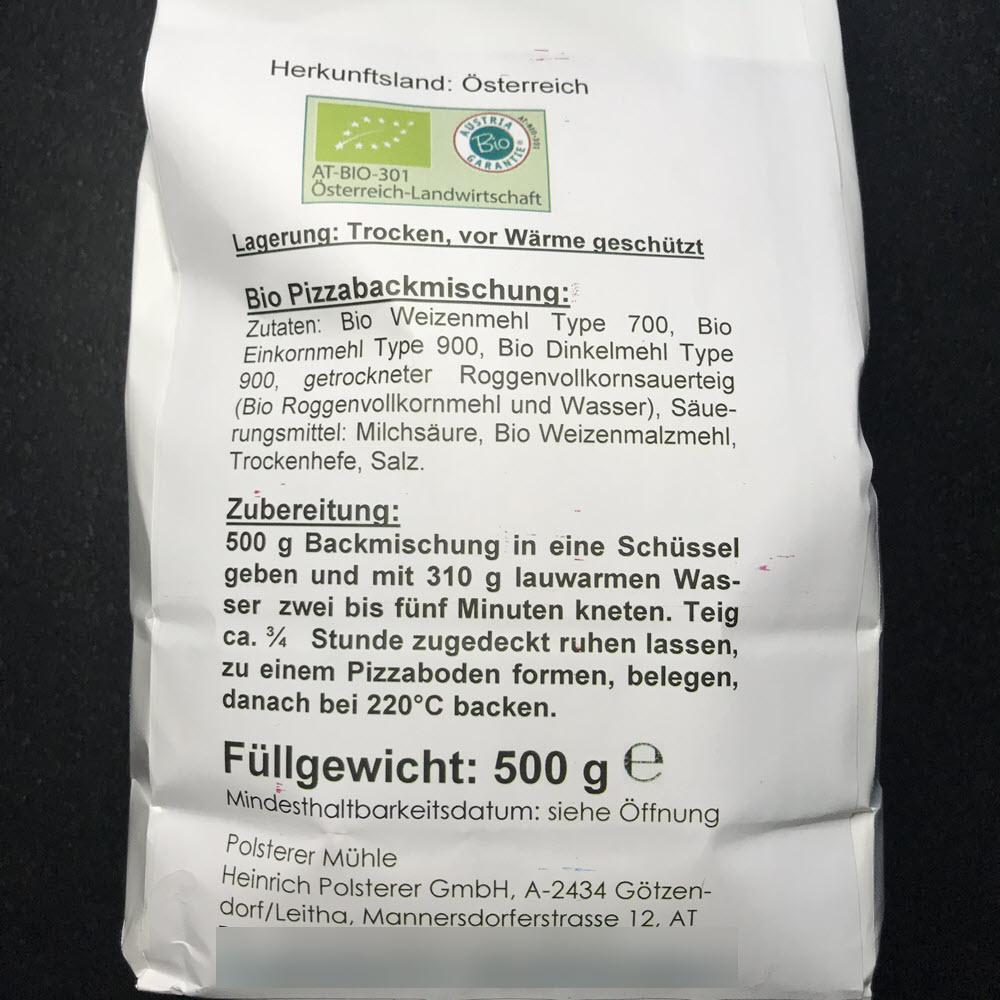 Herkunftsland: Österreich
AUSTRIA
Bio
GARANTIE
AT-BIO-301
AT-BIO-301
Österreich-Landwirtschaft
Lagerung: Trocken, vor Wärme geschützt
Bio Pizzabackmischung:
Zutaten: Bio Weizenmehl Type 700, Bio
Einkornmehl Type 900, Bio Dinkelmehl Type
900, getrockneter Roggenvollkornsauerteig
(Bio Roggenvollkornmehl und Wasser), Säue-
rungsmittel: Milchsäure, Bio Weizenmalzmehl,
Trockenhefe, Salz.
Zubereitung:
500 g Backmischung in eine Schüssel
geben und mit 310 g lauwarmen Was-
ser zwei bis fünf Minuten kneten. Teig
ca. ¾ Stunde zugedeckt ruhen lassen,
zu einem Pizzaboden formen, belegen,
danach bei 220°C backen.
Füllgewicht: 500 g ℮
Mindesthaltbarkeitsdatum: siehe Öffnung
Polsterer Mühle
Heinrich Polsterer GmbH, A-2434 Götzen-
dorf/Leitha, Mannersdorferstrasse 12, AT